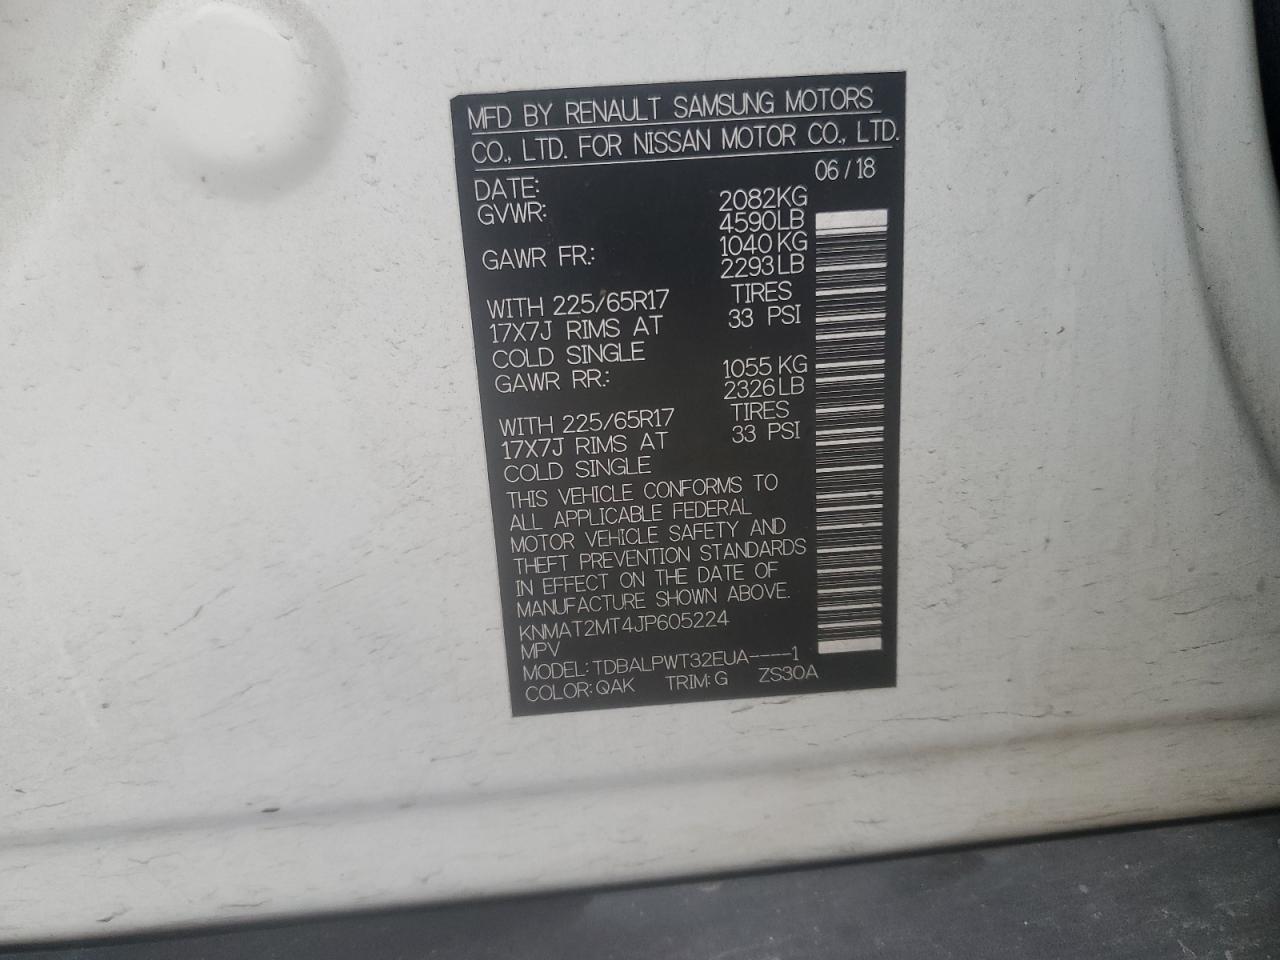 MFD BY RENAULT SAMSUNG MOTORS
CO., LTD. FOR NISSAN MOTOR CO., LTD.
DATE: 06 / 18
GVWR: 2082KG
4590LB
GAWR FR.: 1040 KG
2293LB
WITH 225/65R17 TIRES
17X7J RIMS AT 33 PSI
COLD SINGLE
GAWR RR.: 1055 KG
2326LB
WITH 225/65R17 TIRES
17X7J RIMS AT 33 PSI
COLD SINGLE
THIS VEHICLE CONFORMS TO
ALL APPLICABLE FEDERAL
MOTOR VEHICLE SAFETY AND
THEFT PREVENTION STANDARDS
IN EFFECT ON THE DATE OF
MANUFACTURE SHOWN ABOVE.
KNMAT2MT4JP605224
MPV
MODEL: TDBALPWT32EUA----1
COLOR: QAK TRIM: G ZS30A